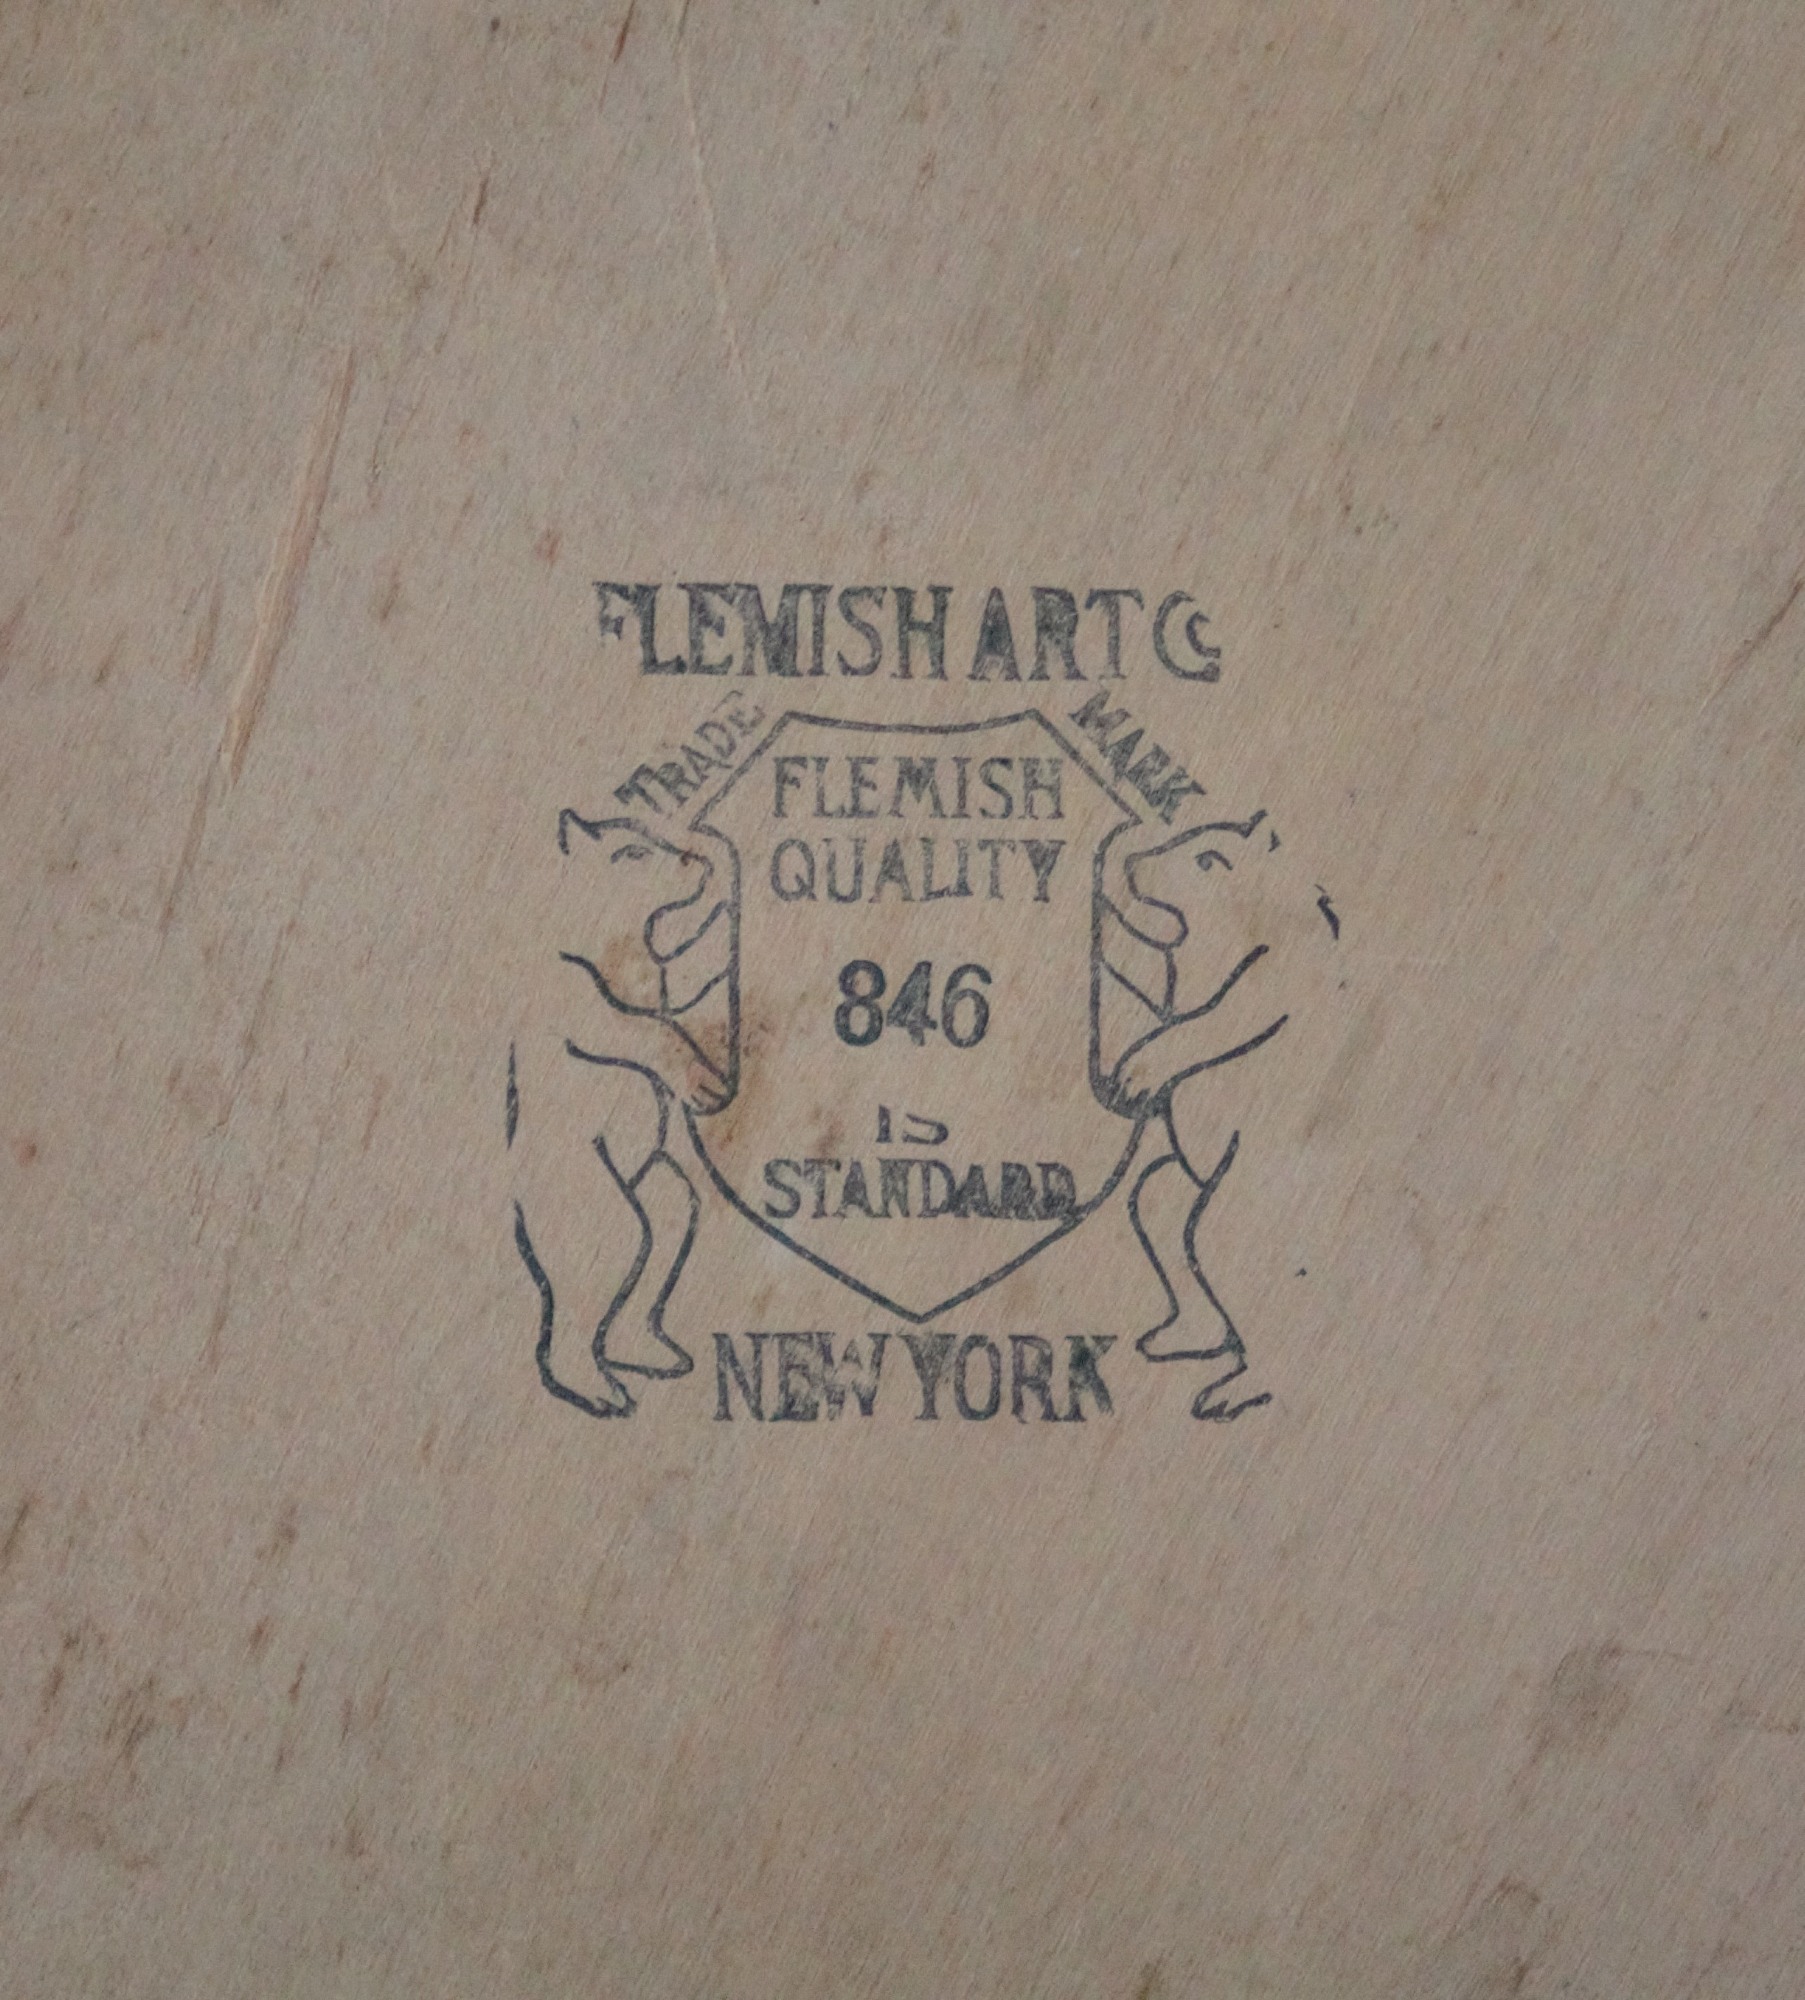 FLEMISH ART Co
TRADE MARK
FLEMISH
QUALITY
846
IS
STANDARD
NEW YORK